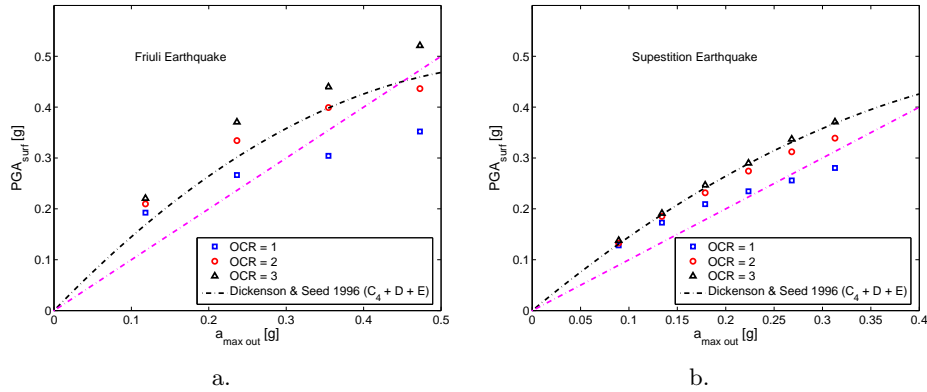 Friuli Earthquake
PGA_surf [g]
0.5
0.4
0.3
0.2
0.1
0
0 0.1 0.2 0.3 0.4 0.5
a_max out [g]
OCR = 1
OCR = 2
OCR = 3
Dickenson & Seed 1996 (C_4 + D + E)
a.
Supestition Earthquake
PGA_surf [g]
0.5
0.4
0.3
0.2
0.1
0
0 0.05 0.1 0.15 0.2 0.25 0.3 0.35 0.4
a_max out [g]
OCR = 1
OCR = 2
OCR = 3
Dickenson & Seed 1996 (C_4 + D + E)
b.